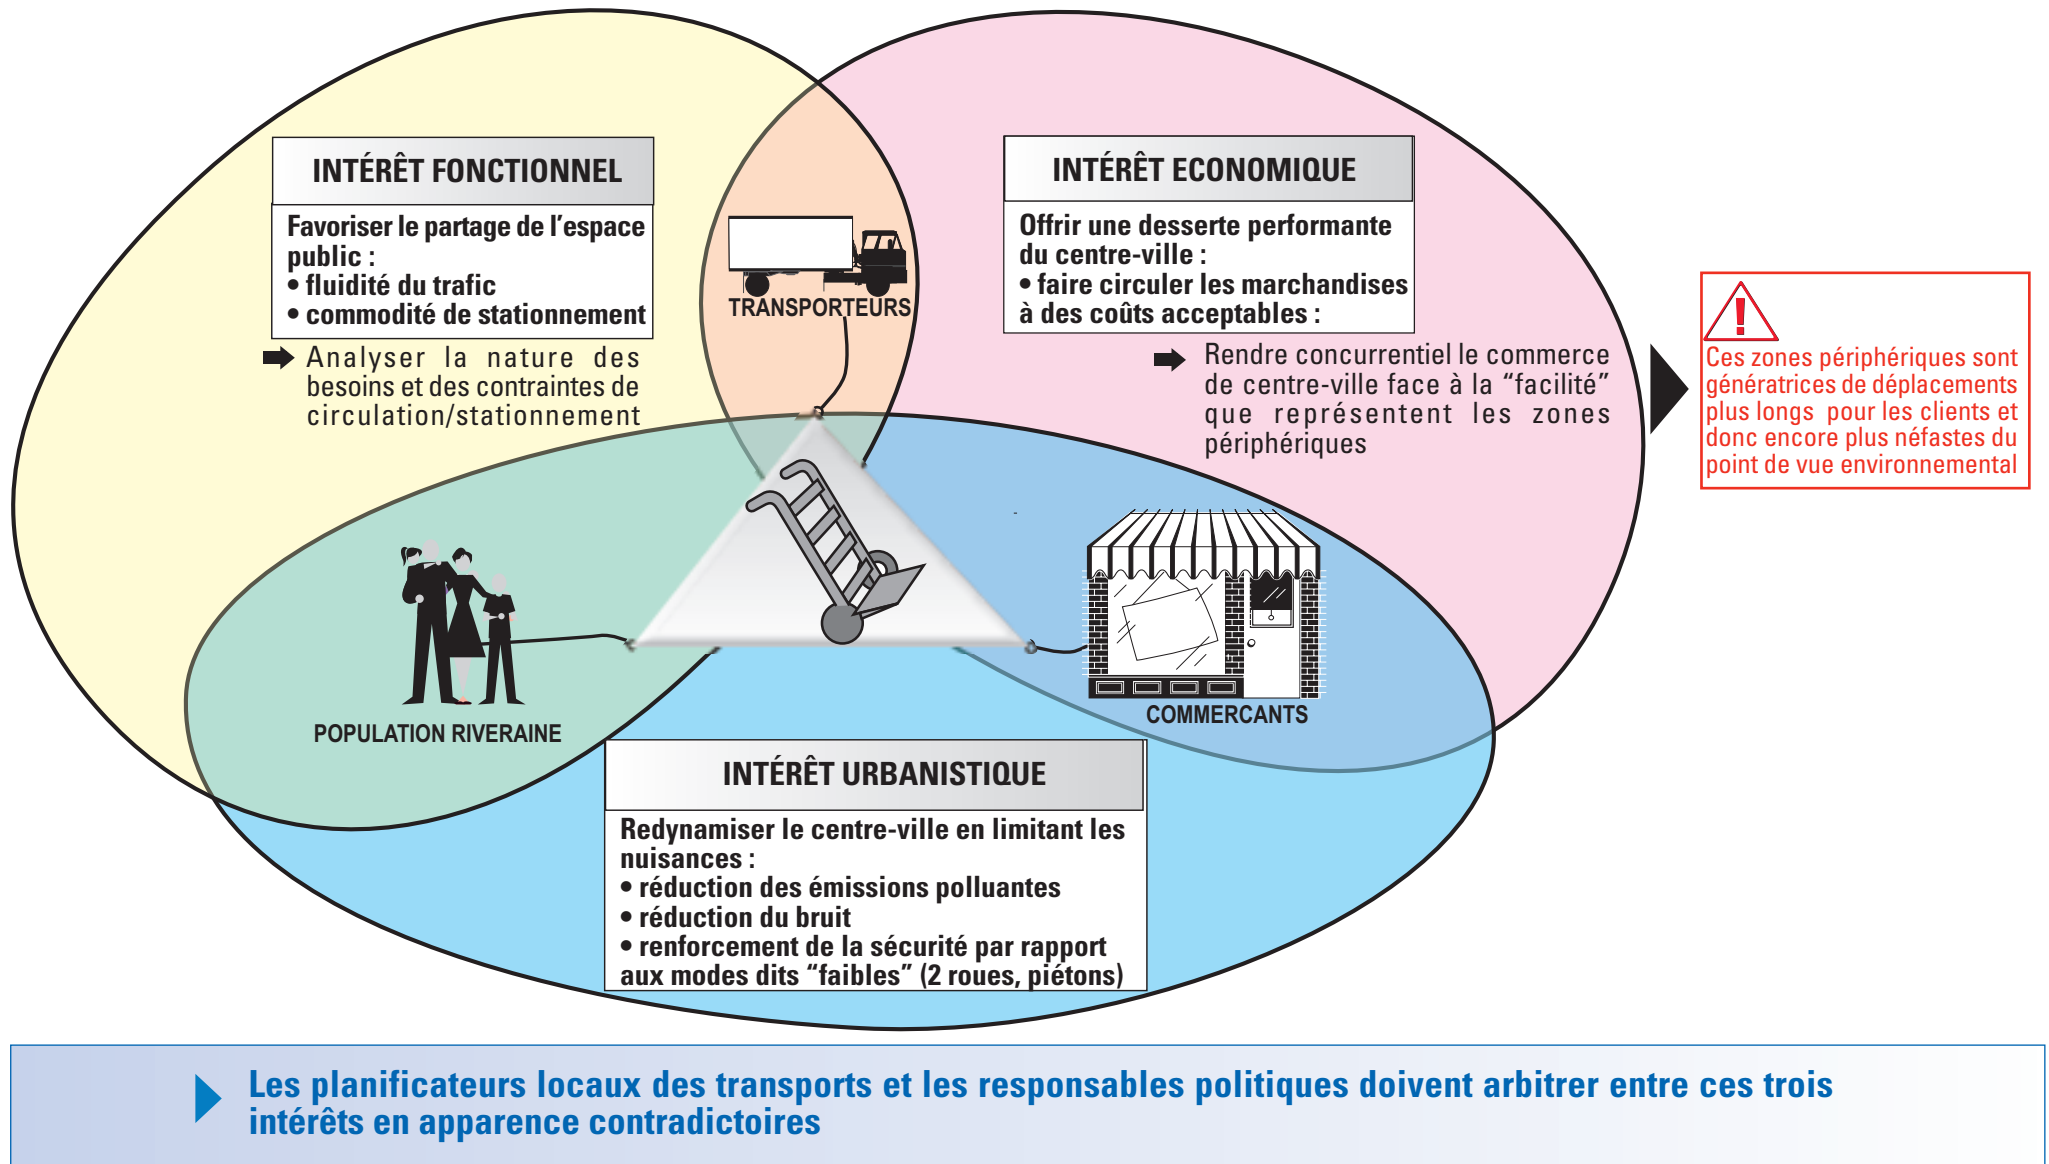 INTÉRÊT FONCTIONNEL
Favoriser le partage de l’espace
public :
• fluidité du trafic
• commodité de stationnement
Analyser la nature des
besoins et des contraintes de
circulation/stationnement
TRANSPORTEURS
INTÉRÊT ECONOMIQUE
Offrir une desserte performante
du centre-ville :
• faire circuler les marchandises
à des coûts acceptables :
Rendre concurrentiel le commerce
de centre-ville face à la “facilité”
que représentent les zones
périphériques
!
Ces zones périphériques sont
génératrices de déplacements
plus longs pour les clients et
donc encore plus néfastes du
point de vue environnemental
POPULATION RIVERAINE
COMMERCANTS
INTÉRÊT URBANISTIQUE
Redynamiser le centre-ville en limitant les
nuisances :
• réduction des émissions polluantes
• réduction du bruit
• renforcement de la sécurité par rapport
aux modes dits “faibles” (2 roues, piétons)
Les planificateurs locaux des transports et les responsables politiques doivent arbitrer entre ces trois
intérêts en apparence contradictoires